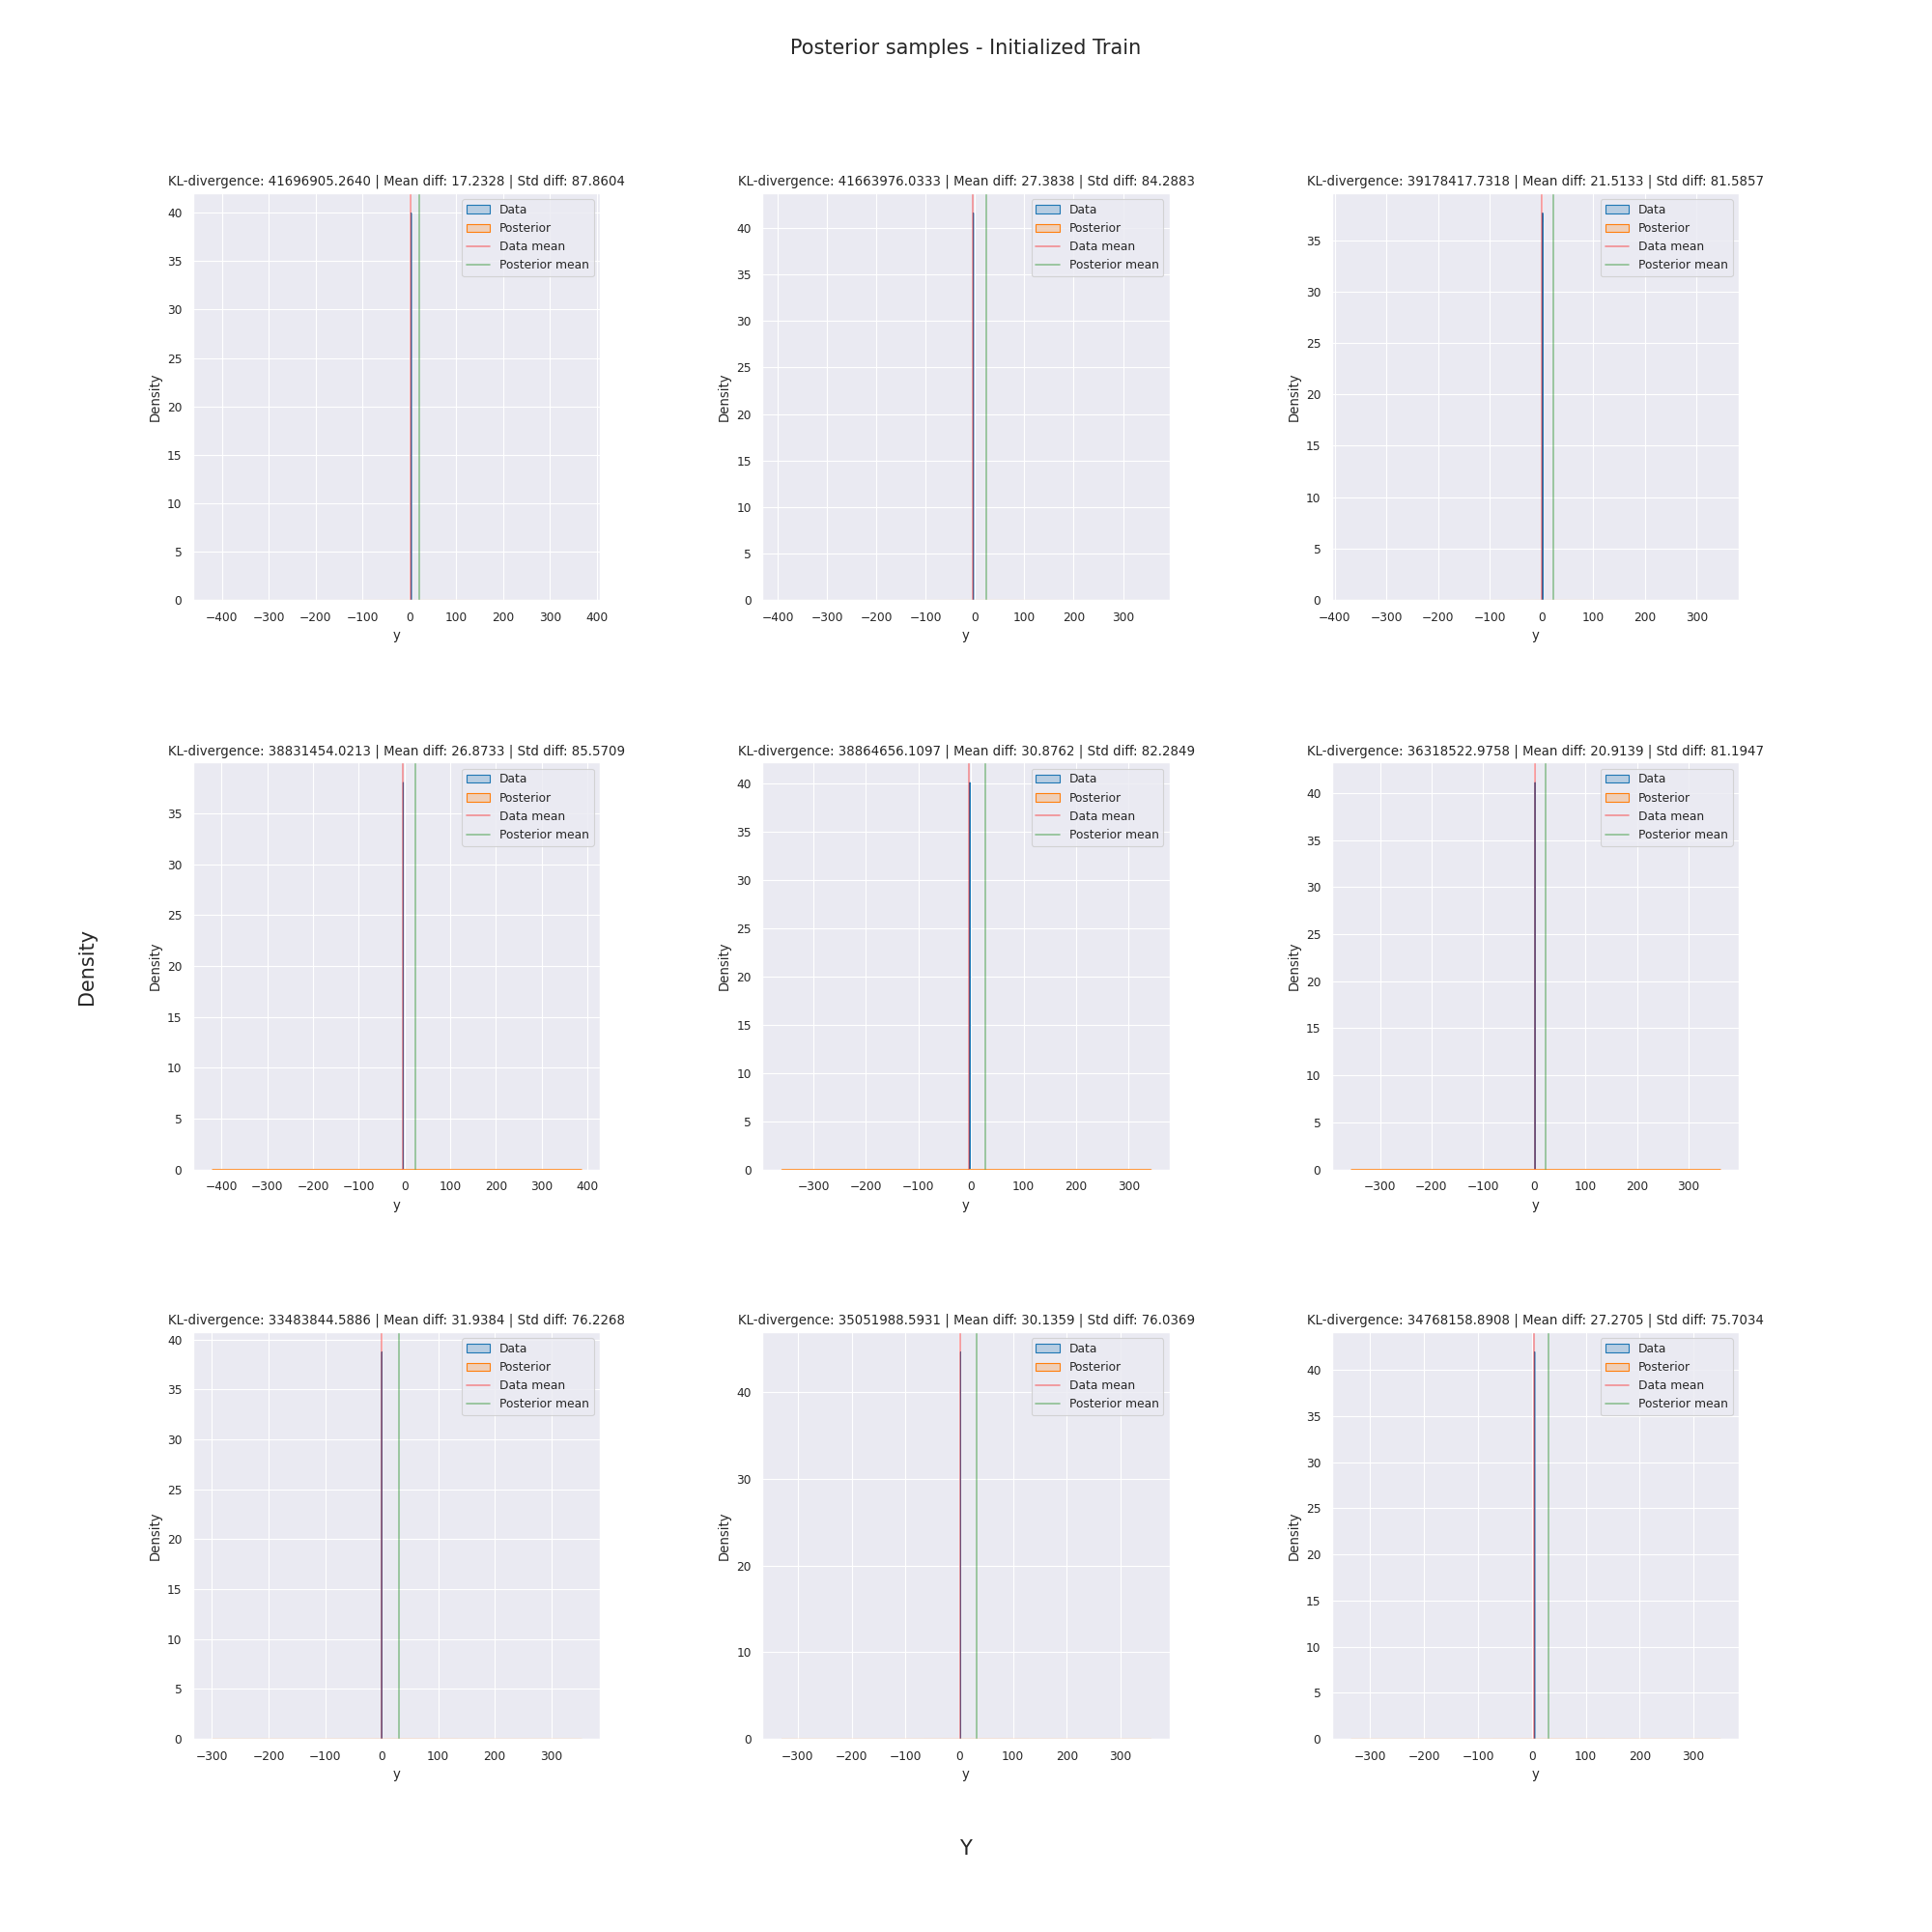 Posterior samples - Initialized Train
KL-divergence: 41696905.2640 | Mean diff: 17.2328 | Std diff: 87.8604
Data
Posterior
Data mean
Posterior mean
40
35
30
25
20
15
10
5
0
Density
−400 −300 −200 −100 0 100 200 300 400
y
KL-divergence: 41663976.0333 | Mean diff: 27.3838 | Std diff: 84.2883
Data
Posterior
Data mean
Posterior mean
40
35
30
25
20
15
10
5
0
Density
−400 −300 −200 −100 0 100 200 300
y
KL-divergence: 39178417.7318 | Mean diff: 21.5133 | Std diff: 81.5857
Data
Posterior
Data mean
Posterior mean
35
30
25
20
15
10
5
0
Density
−400 −300 −200 −100 0 100 200 300
y
KL-divergence: 38831454.0213 | Mean diff: 26.8733 | Std diff: 85.5709
Data
Posterior
Data mean
Posterior mean
35
30
25
20
15
10
5
0
Density
−400 −300 −200 −100 0 100 200 300 400
y
KL-divergence: 38864656.1097 | Mean diff: 30.8762 | Std diff: 82.2849
Data
Posterior
Data mean
Posterior mean
40
35
30
25
20
15
10
5
0
Density
−300 −200 −100 0 100 200 300
y
KL-divergence: 36318522.9758 | Mean diff: 20.9139 | Std diff: 81.1947
Data
Posterior
Data mean
Posterior mean
40
35
30
25
20
15
10
5
0
Density
−300 −200 −100 0 100 200 300
y
Density
KL-divergence: 33483844.5886 | Mean diff: 31.9384 | Std diff: 76.2268
Data
Posterior
Data mean
Posterior mean
40
35
30
25
20
15
10
5
0
Density
−300 −200 −100 0 100 200 300
y
KL-divergence: 35051988.5931 | Mean diff: 30.1359 | Std diff: 76.0369
Data
Posterior
Data mean
Posterior mean
40
30
20
10
0
Density
−300 −200 −100 0 100 200 300
y
KL-divergence: 34768158.8908 | Mean diff: 27.2705 | Std diff: 75.7034
Data
Posterior
Data mean
Posterior mean
40
35
30
25
20
15
10
5
0
Density
−300 −200 −100 0 100 200 300
y
Y